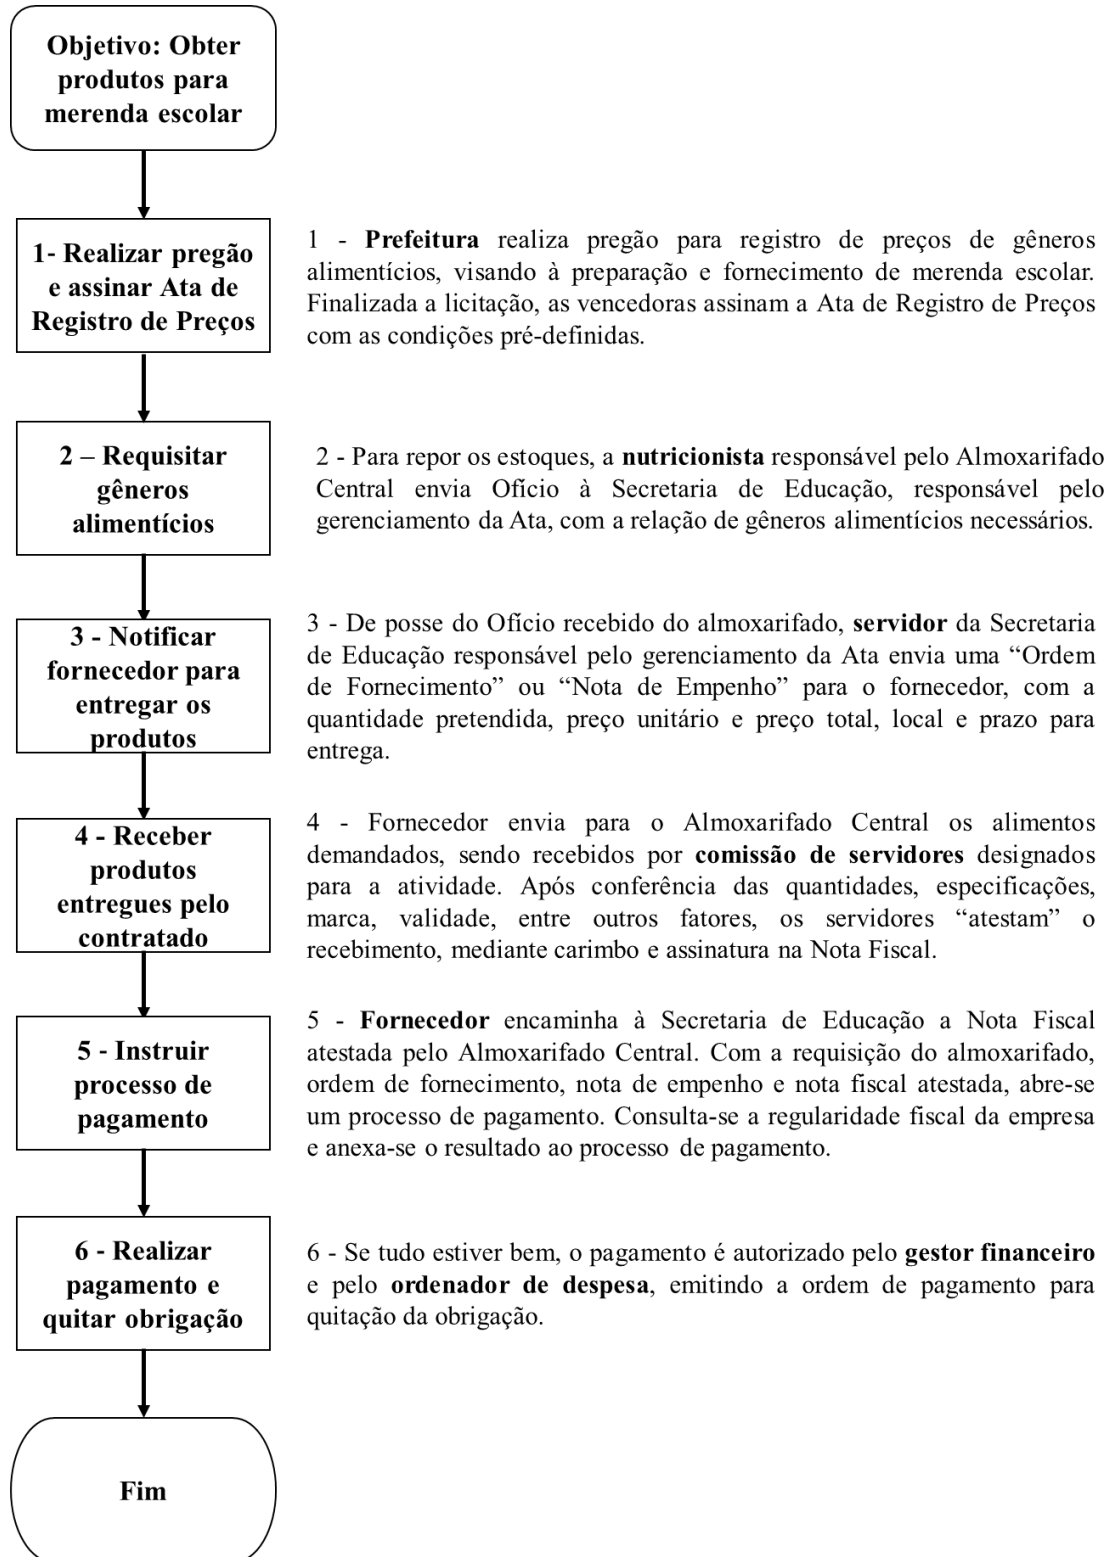 Objetivo: Obter
produtos para
merenda escolar
1- Realizar pregão
e assinar Ata de
Registro de Preços
1 - Prefeitura realiza pregão para registro de preços de gêneros
alimentícios, visando à preparação e fornecimento de merenda escolar.
Finalizada a licitação, as vencedoras assinam a Ata de Registro de Preços
com as condições pré-definidas.
2 – Requisitar
gêneros
alimentícios
2 - Para repor os estoques, a nutricionista responsável pelo Almoxarifado
Central envia Ofício à Secretaria de Educação, responsável pelo
gerenciamento da Ata, com a relação de gêneros alimentícios necessários.
3 - Notificar
fornecedor para
entregar os
produtos
3 - De posse do Ofício recebido do almoxarifado, servidor da Secretaria
de Educação responsável pelo gerenciamento da Ata envia uma “Ordem
de Fornecimento” ou “Nota de Empenho” para o fornecedor, com a
quantidade pretendida, preço unitário e preço total, local e prazo para
entrega.
4 - Receber
produtos
entregues pelo
contratado
4 - Fornecedor envia para o Almoxarifado Central os alimentos
demandados, sendo recebidos por comissão de servidores designados
para a atividade. Após conferência das quantidades, especificações,
marca, validade, entre outros fatores, os servidores “atestam” o
recebimento, mediante carimbo e assinatura na Nota Fiscal.
5 - Instruir
processo de
pagamento
5 - Fornecedor encaminha à Secretaria de Educação a Nota Fiscal
atestada pelo Almoxarifado Central. Com a requisição do almoxarifado,
ordem de fornecimento, nota de empenho e nota fiscal atestada, abre-se
um processo de pagamento. Consulta-se a regularidade fiscal da empresa
e anexa-se o resultado ao processo de pagamento.
6 - Realizar
pagamento e
quitar obrigação
6 - Se tudo estiver bem, o pagamento é autorizado pelo gestor financeiro
e pelo ordenador de despesa, emitindo a ordem de pagamento para
quitação da obrigação.
Fim